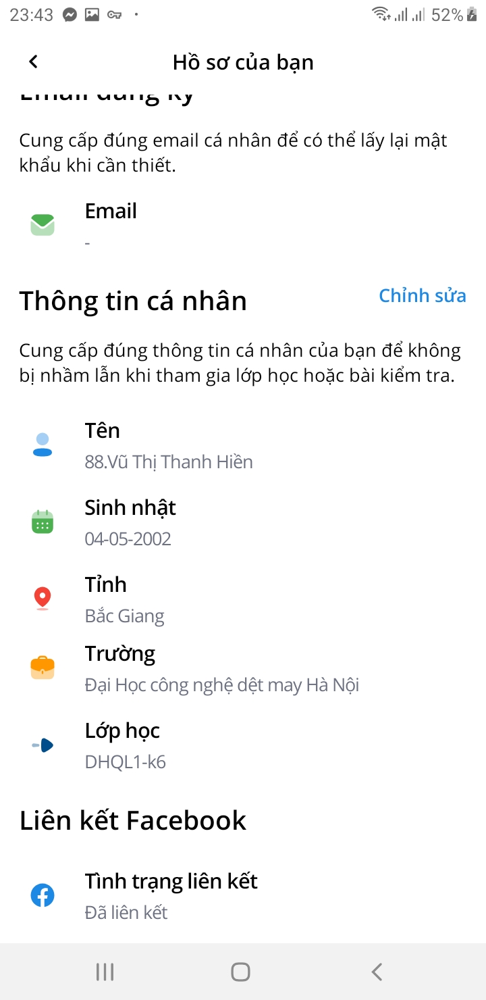 23:43
52%
Hồ sơ của bạn
Email đăng ký
Cung cấp đúng email cá nhân để có thể lấy lại mật
khẩu khi cần thiết.
Email
-
Thông tin cá nhân
Chỉnh sửa
Cung cấp đúng thông tin cá nhân của bạn để không
bị nhầm lẫn khi tham gia lớp học hoặc bài kiểm tra.
Tên
88.Vũ Thị Thanh Hiền
Sinh nhật
04-05-2002
Tỉnh
Bắc Giang
Trường
Đại Học công nghệ dệt may Hà Nội
Lớp học
DHQL1-k6
Liên kết Facebook
Tình trạng liên kết
Đã liên kết